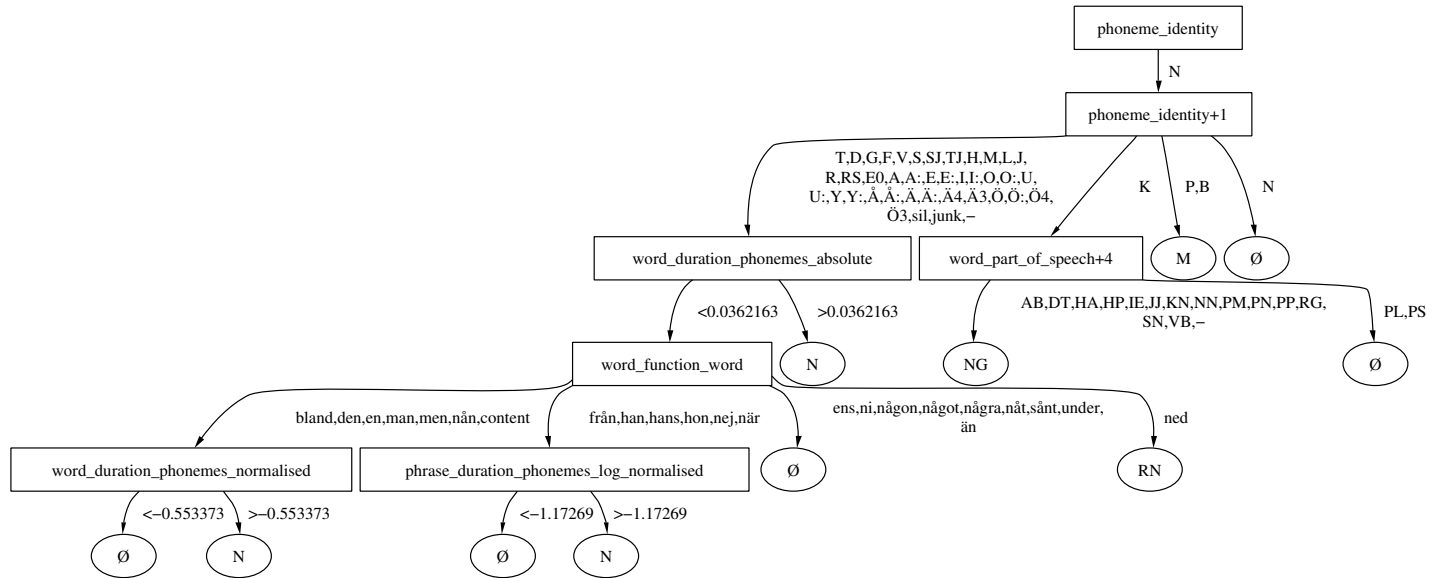 phoneme_identity
N
phoneme_identity+1
T,D,G,F,V,S,SJ,TJ,H,M,L,J,
R,RS,E0,A,A:,E,E:,I,I:,O,O:,U,
U:,Y,Y:,Å,Å:,Ä,Ä:,Ä4,Ä3,Ö,Ö:,Ö4,
Ö3,sil,junk,−
K
P,B
N
word_duration_phonemes_absolute
word_part_of_speech+4
M
Ø
<0.0362163
>0.0362163
AB,DT,HA,HP,IE,JJ,KN,NN,PM,PN,PP,RG,
SN,VB,−
PL,PS
word_function_word
N
NG
Ø
bland,den,en,man,men,nån,content
från,han,hans,hon,nej,när
ens,ni,någon,något,några,nåt,sånt,under,
än
ned
word_duration_phonemes_normalised
phrase_duration_phonemes_log_normalised
Ø
RN
<−0.553373
>−0.553373
<−1.17269
>−1.17269
Ø
N
Ø
N